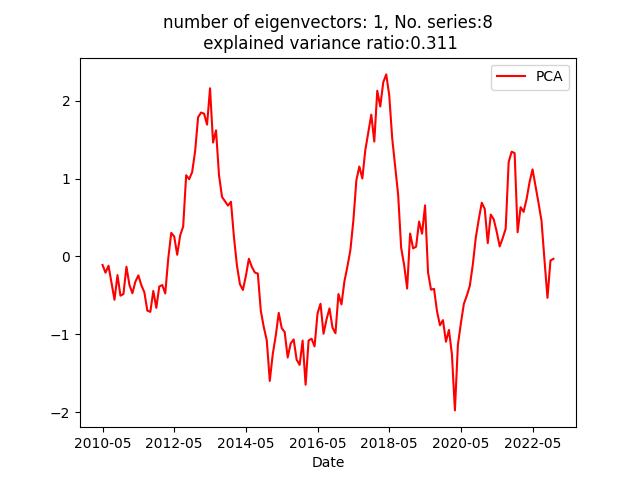 number of eigenvectors: 1, No. series:8
explained variance ratio:0.311
PCA
2
1
0
−1
−2
2010-05 2012-05 2014-05 2016-05 2018-05 2020-05 2022-05
Date